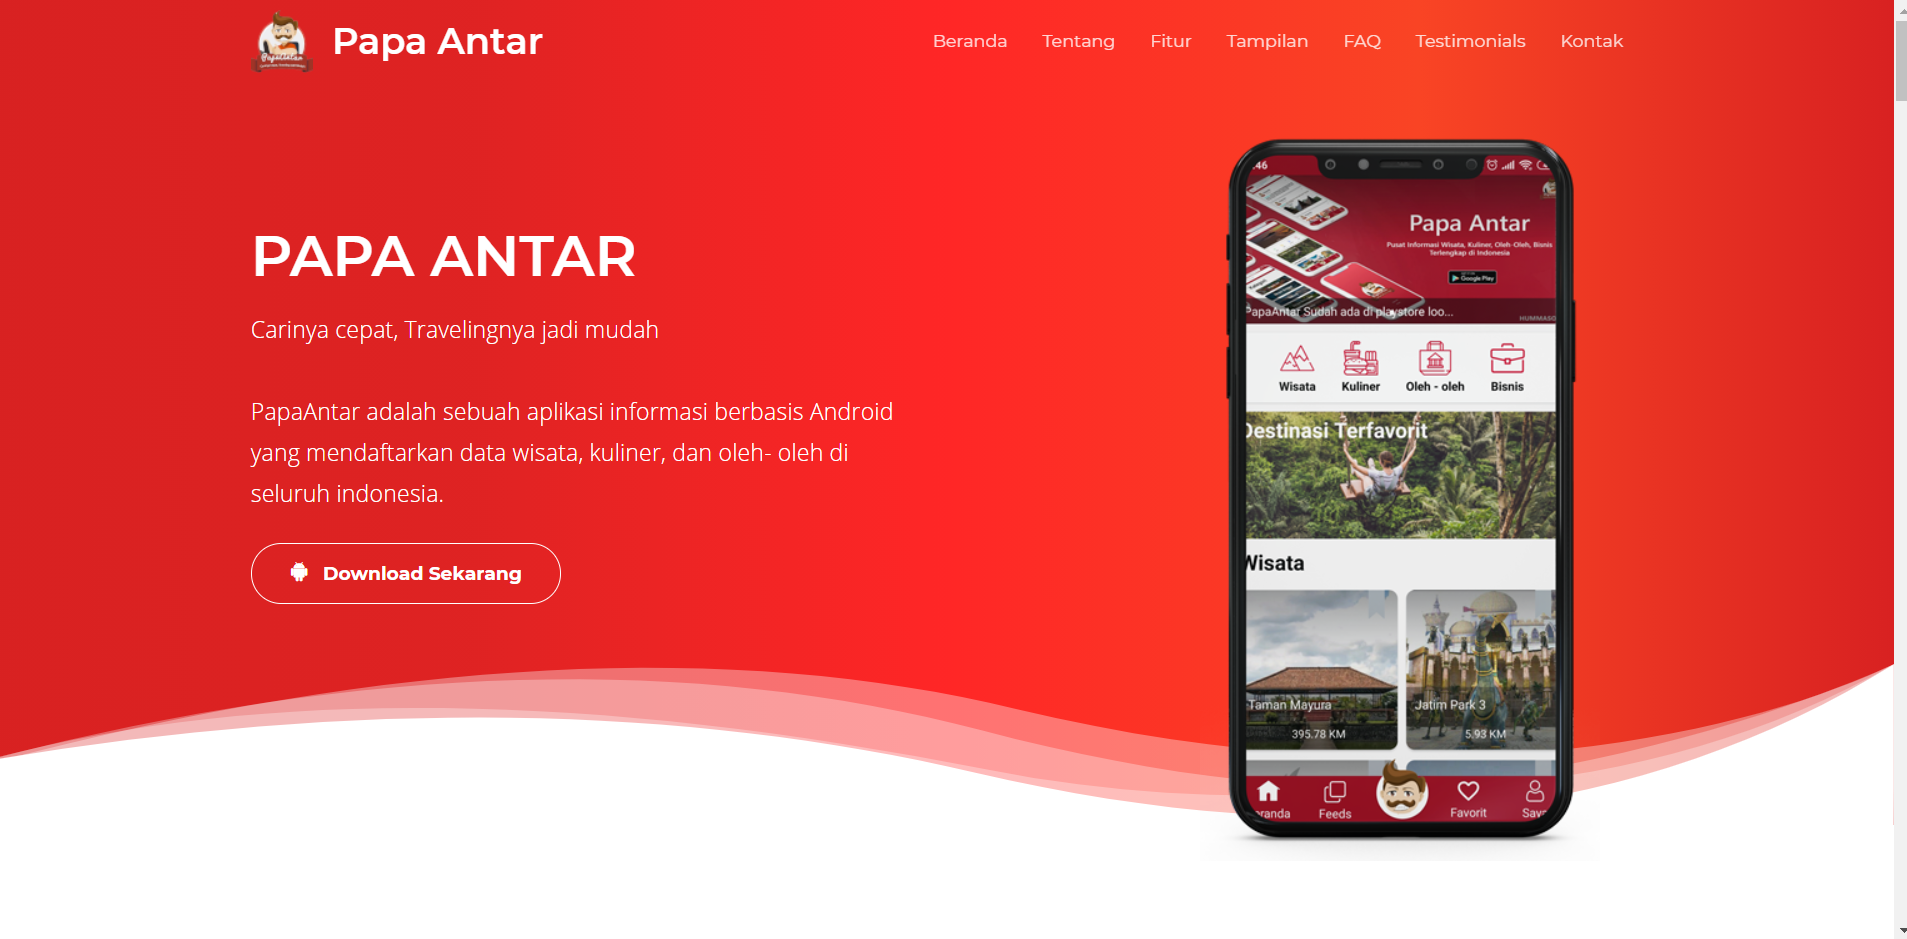 Papa Antar
Beranda Tentang Fitur Tampilan FAQ Testimonials Kontak
PAPA ANTAR
Carinya cepat, Travelingnya jadi mudah
PapaAntar adalah sebuah aplikasi informasi berbasis Android
yang mendaftarkan data wisata, kuliner, dan oleh- oleh di
seluruh indonesia.
Download Sekarang
:46
Papa Antar
Pusat Informasi Wisata, Kuliner, Oleh-Oleh, Bisnis
Terlengkap di Indonesia
Google Play
PapaAntar Sudah ada di playstore loo...
HUMMASO
Wisata Kuliner Oleh - oleh Bisnis
Destinasi Terfavorit
Wisata
Taman Mayura
395.78 KM
Jatim Park 3
5.93 KM
eranda Feeds Favorit Saya